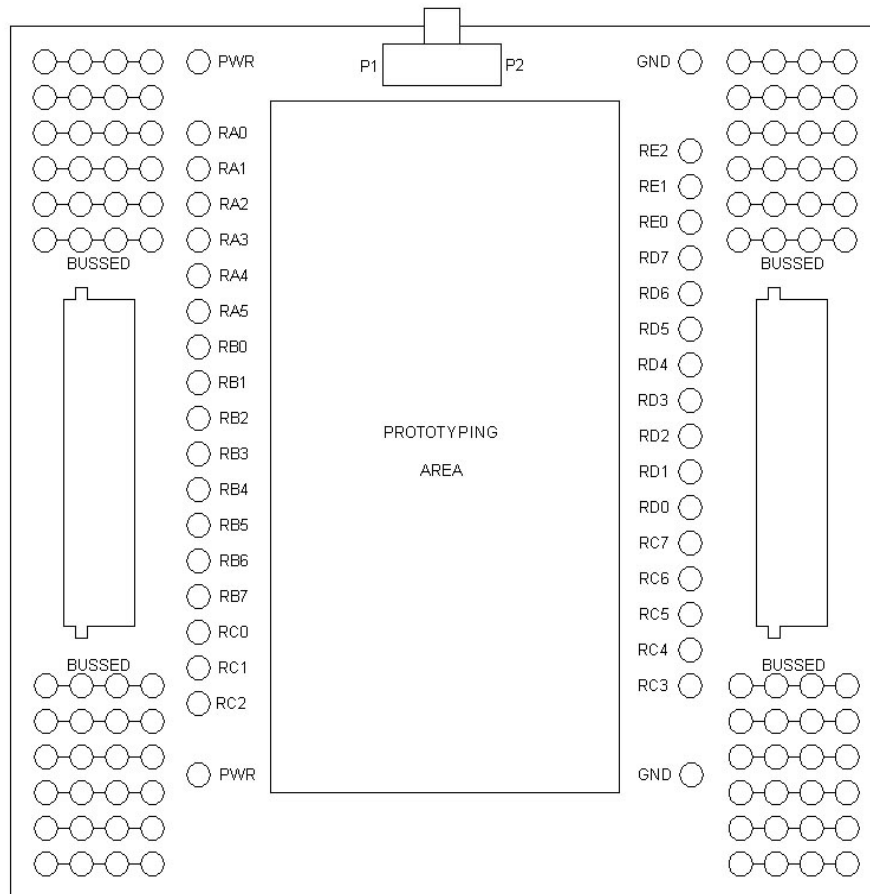 PWR
P1
P2
GND
RA0
RA1
RA2
RA3
RA4
RA5
RB0
RB1
RB2
RB3
RB4
RB5
RB6
RB7
RC0
RC1
RC2
PWR
RE2
RE1
RE0
RD7
RD6
RD5
RD4
RD3
RD2
RD1
RD0
RC7
RC6
RC5
RC4
RC3
GND
BUSSED
BUSSED
PROTOTYPING
AREA
BUSSED
BUSSED